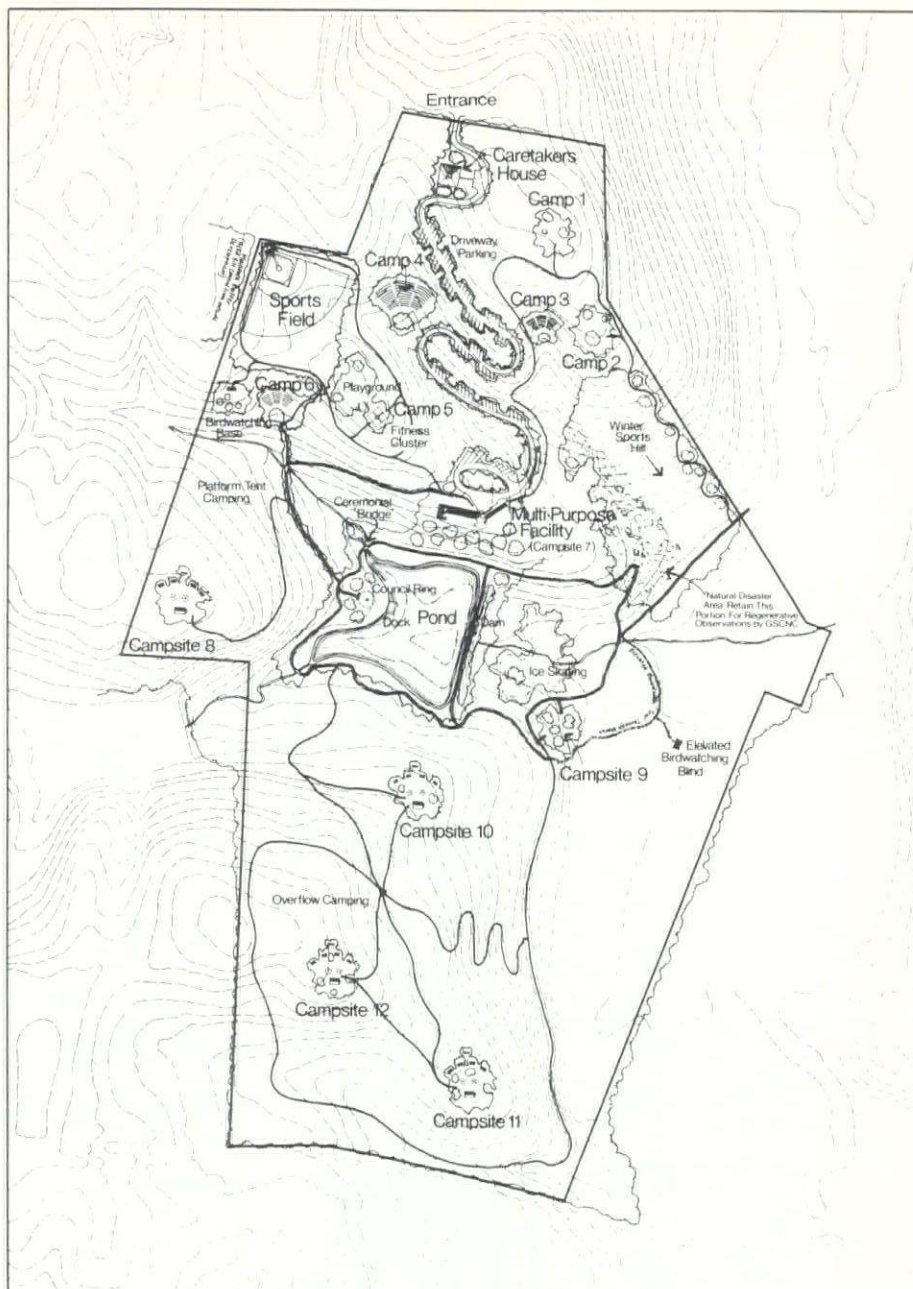 Entrance
Caretakers
House
Camp 1
Driveway
Parking
Camp 4
Sports
Field
Camp 3
Camp 2
Camp 6
Playground
Birdwatching
Base
Camp 5
Fitness
Cluster
Winter
Sports
Hill
Platform Tent
Camping
Ceremonial
Bridge
Multi-Purpose
Facility
(Campsite 7)
Council Ring
Dock
Pond
Dam
Natural Disaster
Area: Retain This
Portion For Regenerative
Observations by GSCNC
Campsite 8
Ice Skating
Elevated
Birdwatching
Blind
Campsite 9
Campsite 10
Overflow Camping
Campsite 12
Campsite 11